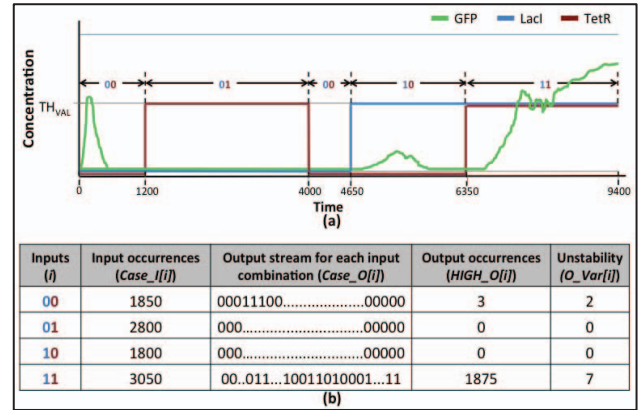 GFP LacI TetR
Concentration
00 01 00 10 11
TH_VAL
0 1200 4000 4650 6350 9400
Time
(a)
Inputs (i) Input occurrences (Case_I[i]) Output stream for each input combination (Case_O[i]) Output occurrences (HIGH_O[i]) Unstability (O_Var[i])
00 1850 00011100....................00000 3 2
01 2800 000...........................00000 0 0
10 1800 000...........................00000 0 0
11 3050 00..011...10011010001...11 1875 7
(b)